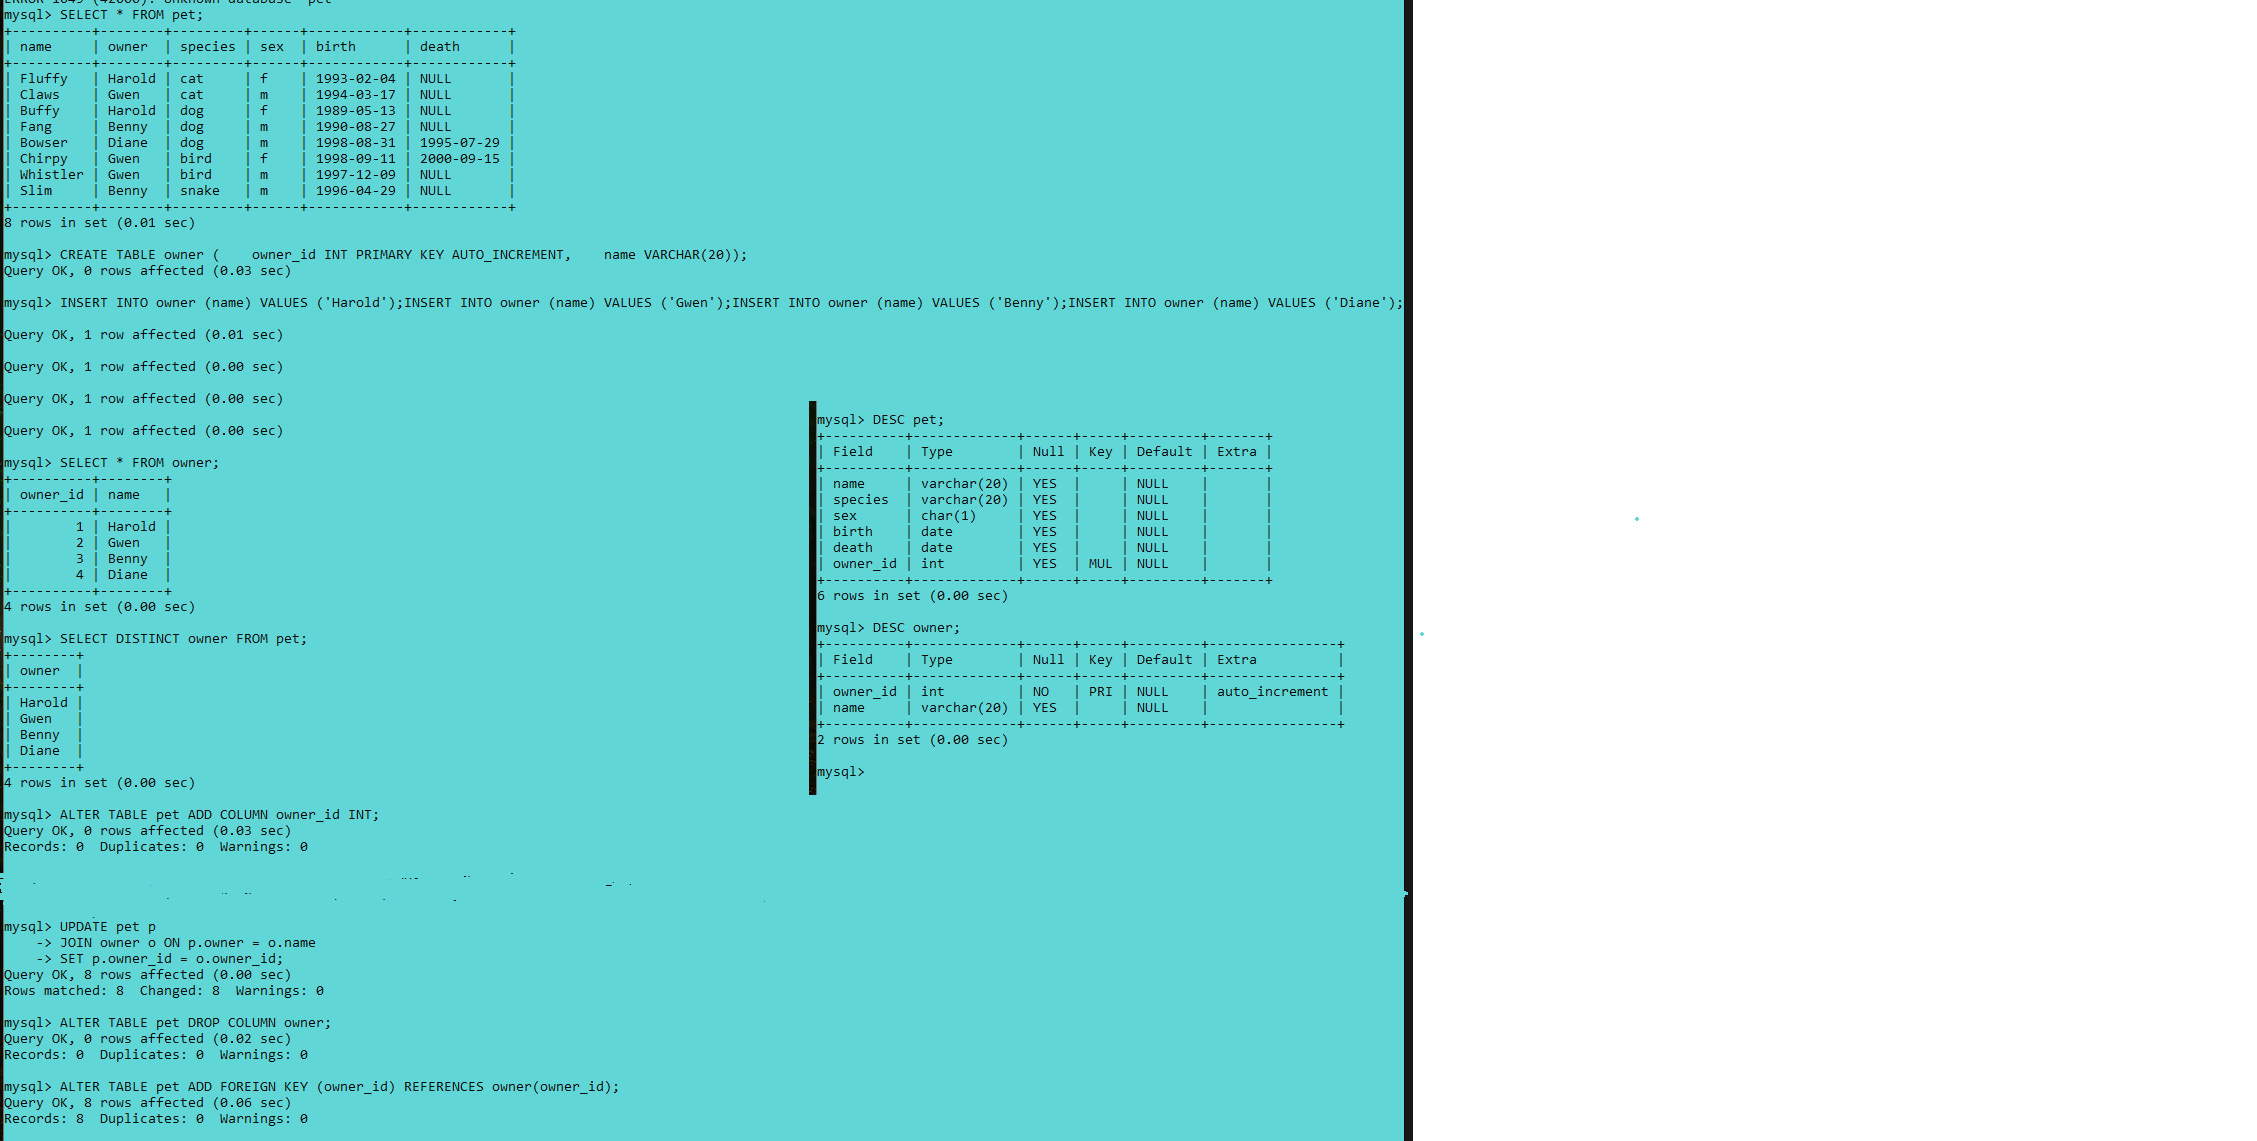 mysql> SELECT * FROM pet;
+----------+--------+---------+------+------------+------------+
| name     | owner  | species | sex  | birth      | death      |
+----------+--------+---------+------+------------+------------+
| Fluffy   | Harold | cat     | f    | 1993-02-04 | NULL       |
| Claws    | Gwen   | cat     | m    | 1994-03-17 | NULL       |
| Buffy    | Harold | dog     | f    | 1989-05-13 | NULL       |
| Fang     | Benny  | dog     | m    | 1990-08-27 | NULL       |
| Bowser   | Diane  | dog     | m    | 1998-08-31 | 1995-07-29 |
| Chirpy   | Gwen   | bird    | f    | 1998-09-11 | 2000-09-15 |
| Whistler | Gwen   | bird    | m    | 1997-12-09 | NULL       |
| Slim     | Benny  | snake   | m    | 1996-04-29 | NULL       |
+----------+--------+---------+------+------------+------------+
8 rows in set (0.01 sec)
mysql> CREATE TABLE owner (    owner_id INT PRIMARY KEY AUTO_INCREMENT,    name VARCHAR(20));
Query OK, 0 rows affected (0.03 sec)
mysql> INSERT INTO owner (name) VALUES ('Harold');INSERT INTO owner (name) VALUES ('Gwen');INSERT INTO owner (name) VALUES ('Benny');INSERT INTO owner (name) VALUES ('Diane');
Query OK, 1 row affected (0.01 sec)
Query OK, 1 row affected (0.00 sec)
Query OK, 1 row affected (0.00 sec)
Query OK, 1 row affected (0.00 sec)
mysql> SELECT * FROM owner;
+----------+--------+
| owner_id | name   |
+----------+--------+
|        1 | Harold |
|        2 | Gwen   |
|        3 | Benny  |
|        4 | Diane  |
+----------+--------+
4 rows in set (0.00 sec)
mysql> SELECT DISTINCT owner FROM pet;
+--------+
| owner  |
+--------+
| Harold |
| Gwen   |
| Benny  |
| Diane  |
+--------+
4 rows in set (0.00 sec)
mysql> ALTER TABLE pet ADD COLUMN owner_id INT;
Query OK, 0 rows affected (0.03 sec)
Records: 0  Duplicates: 0  Warnings: 0
mysql> UPDATE pet p
    -> JOIN owner o ON p.owner = o.name
    -> SET p.owner_id = o.owner_id;
Query OK, 8 rows affected (0.00 sec)
Rows matched: 8  Changed: 8  Warnings: 0
mysql> ALTER TABLE pet DROP COLUMN owner;
Query OK, 0 rows affected (0.02 sec)
Records: 0  Duplicates: 0  Warnings: 0
mysql> ALTER TABLE pet ADD FOREIGN KEY (owner_id) REFERENCES owner(owner_id);
Query OK, 8 rows affected (0.06 sec)
Records: 8  Duplicates: 0  Warnings: 0
mysql> DESC pet;
+----------+-------------+------+-----+---------+-------+
| Field    | Type        | Null | Key | Default | Extra |
+----------+-------------+------+-----+---------+-------+
| name     | varchar(20) | YES  |     | NULL    |       |
| species  | varchar(20) | YES  |     | NULL    |       |
| sex      | char(1)     | YES  |     | NULL    |       |
| birth    | date        | YES  |     | NULL    |       |
| death    | date        | YES  |     | NULL    |       |
| owner_id | int         | YES  | MUL | NULL    |       |
+----------+-------------+------+-----+---------+-------+
6 rows in set (0.00 sec)
mysql> DESC owner;
+----------+-------------+------+-----+---------+----------------+
| Field    | Type        | Null | Key | Default | Extra          |
+----------+-------------+------+-----+---------+----------------+
| owner_id | int         | NO   | PRI | NULL    | auto_increment |
| name     | varchar(20) | YES  |     | NULL    |                |
+----------+-------------+------+-----+---------+----------------+
2 rows in set (0.00 sec)
mysql>